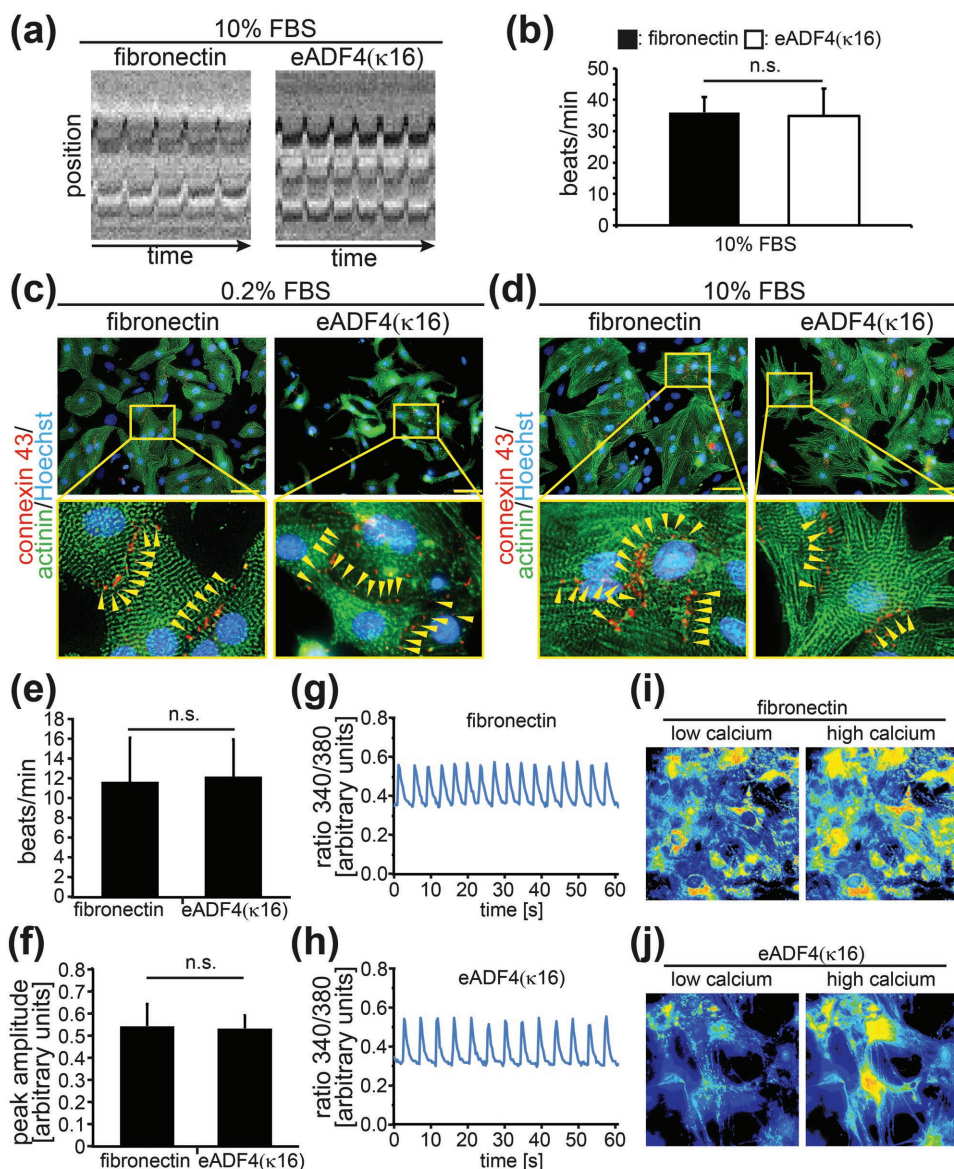 (a)
10% FBS
fibronectin
eADF4(κ16)
position
time
time
(b)
■: fibronectin □: eADF4(κ16)
n.s.
beats/min
50
40
30
20
10
0
10% FBS
(c)
0.2% FBS
fibronectin
eADF4(κ16)
connexin 43/
actinin/Hoechst
(d)
10% FBS
fibronectin
eADF4(κ16)
connexin 43/
actinin/Hoechst
(e)
n.s.
beats/min
18
16
14
12
10
8
6
4
2
0
fibronectin
eADF4(κ16)
(f)
n.s.
peak amplitude
[arbitrary units]
0.8
0.7
0.6
0.5
0.4
0.3
0.2
0.1
0
fibronectin
eADF4(κ16)
(g)
fibronectin
ratio 340/380
[arbitrary units]
0.8
0.6
0.4
0.2
0.0
0 10 20 30 40 50 60
time [s]
(h)
eADF4(κ16)
ratio 340/380
[arbitrary units]
0.8
0.6
0.4
0.2
0.0
0 10 20 30 40 50 60
time [s]
(i)
fibronectin
low calcium
high calcium
(j)
eADF4(κ16)
low calcium
high calcium